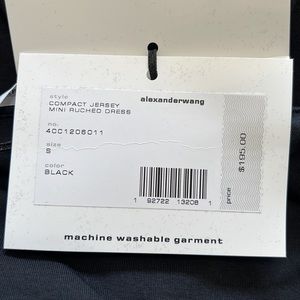 style
COMPACT JERSEY
MINI RUCHED DRESS
alexanderwang
no.
4CC1206011
size
S
color
BLACK
1 92722 13208 1
price
$195.00
machine washable garment